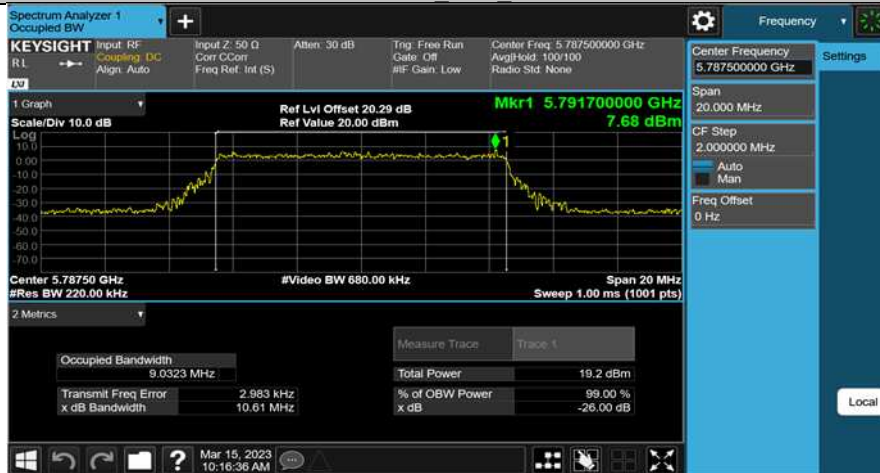 Spectrum Analyzer 1
Occupied BW
+
Frequency
KEYSIGHT
RL
LXI
Input: RF
Coupling: DC
Align: Auto
Input Z: 50 Ω
Corr CCorr
Freq Ref: Int (S)
Atten: 30 dB
Trig: Free Run
Gate: Off
#IF Gain: Low
Center Freq: 5.787500000 GHz
Avg|Hold: 100/100
Radio Std: None
Center Frequency
5.787500000 GHz
Settings
Span
20.000 MHz
CF Step
2.000000 MHz
Auto
Man
Freq Offset
0 Hz
Local
1 Graph
Scale/Div 10.0 dB
Ref Lvl Offset 20.29 dB
Ref Value 20.00 dBm
Mkr1 5.791700000 GHz
7.68 dBm
Log
10.0
0.00
-10.0
-20.0
-30.0
-40.0
-50.0
-60.0
-70.0
1
Center 5.78750 GHz
#Res BW 220.00 kHz
#Video BW 680.00 kHz
Span 20 MHz
Sweep 1.00 ms (1001 pts)
2 Metrics
Measure Trace
Trace 1
Occupied Bandwidth
9.0323 MHz
Total Power
19.2 dBm
Transmit Freq Error
2.983 kHz
% of OBW Power
99.00 %
x dB Bandwidth
10.61 MHz
x dB
-26.00 dB
?
Mar 15, 2023
10:16:36 AM